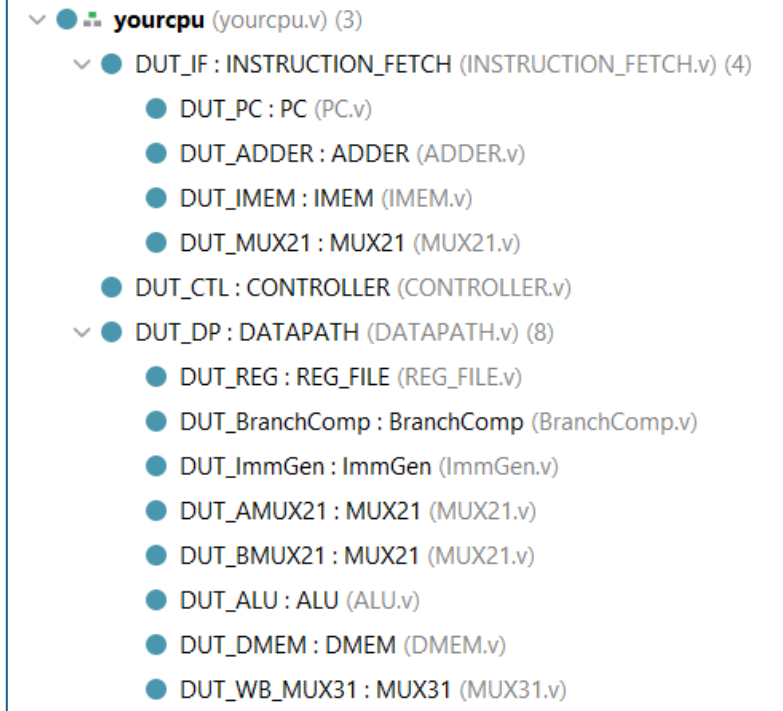 yourcpu (yourcpu.v) (3)
DUT_IF : INSTRUCTION_FETCH (INSTRUCTION_FETCH.v) (4)
DUT_PC : PC (PC.v)
DUT_ADDER : ADDER (ADDER.v)
DUT_IMEM : IMEM (IMEM.v)
DUT_MUX21 : MUX21 (MUX21.v)
DUT_CTL : CONTROLLER (CONTROLLER.v)
DUT_DP : DATAPATH (DATAPATH.v) (8)
DUT_REG : REG_FILE (REG_FILE.v)
DUT_BranchComp : BranchComp (BranchComp.v)
DUT_ImmGen : ImmGen (ImmGen.v)
DUT_AMUX21 : MUX21 (MUX21.v)
DUT_BMUX21 : MUX21 (MUX21.v)
DUT_ALU : ALU (ALU.v)
DUT_DMEM : DMEM (DMEM.v)
DUT_WB_MUX31 : MUX31 (MUX31.v)